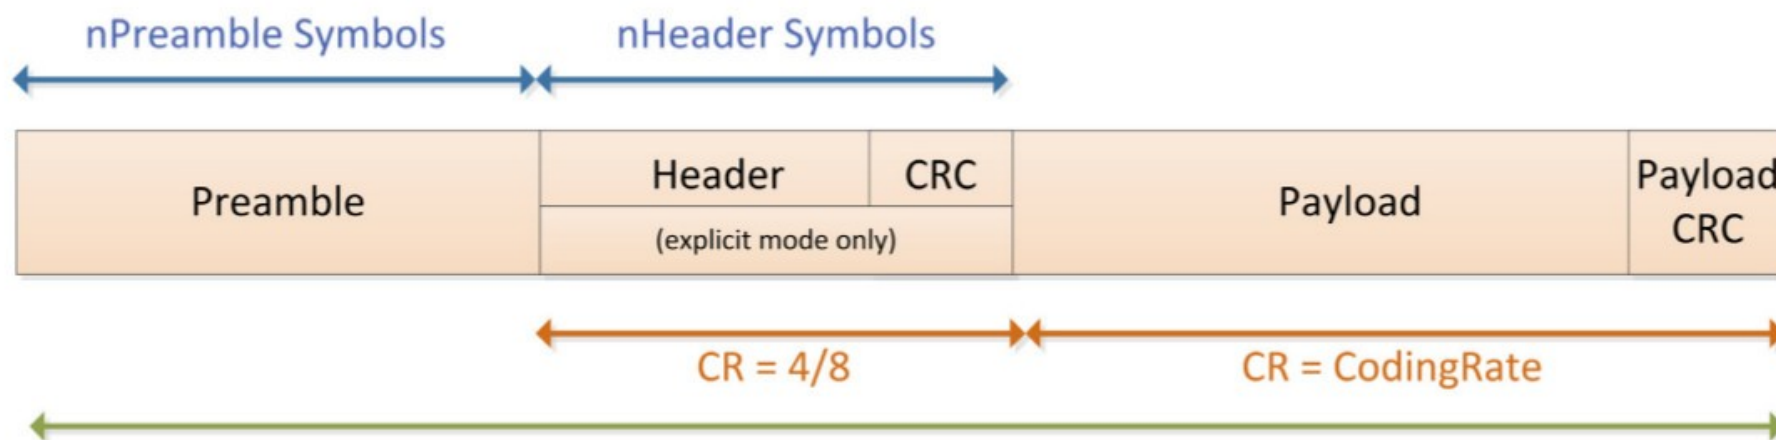 nPreamble Symbols nHeader Symbols
Preamble
Header CRC
(explicit mode only)
Payload
Payload
CRC
CR = 4/8 CR = CodingRate